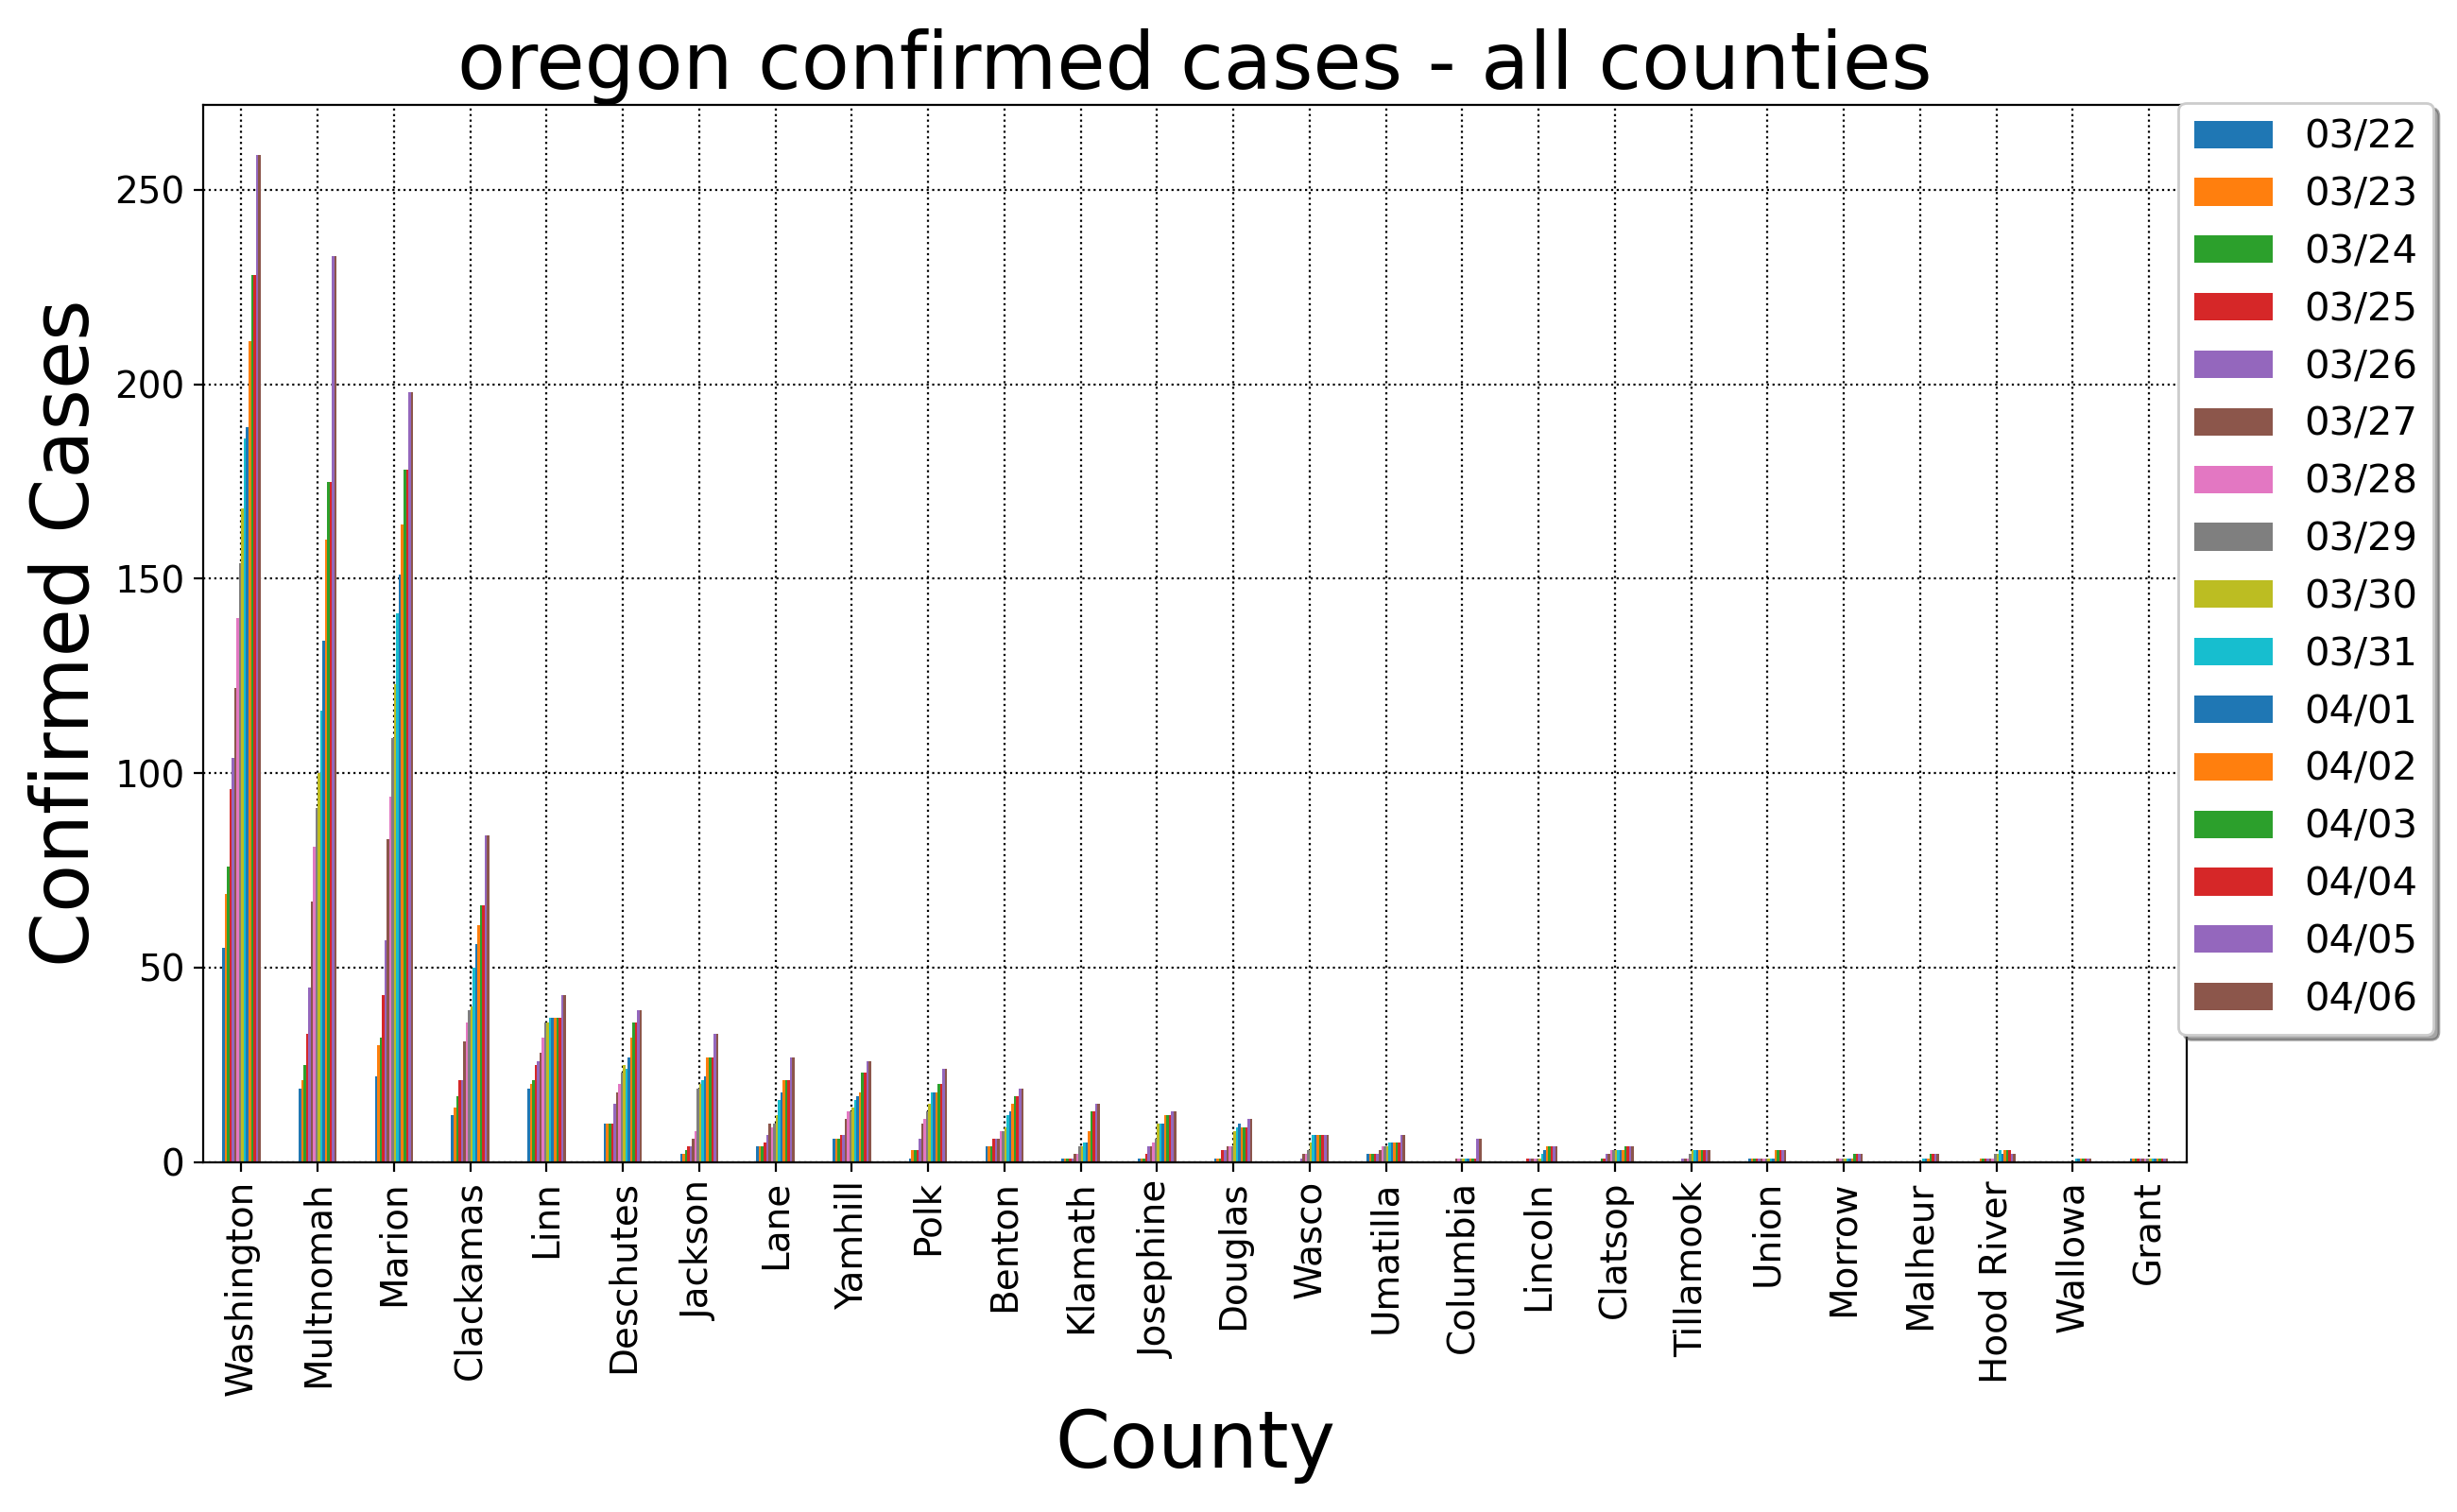 oregon confirmed cases - all counties
Confirmed Cases
250
200
150
100
50
0
03/22
03/23
03/24
03/25
03/26
03/27
03/28
03/29
03/30
03/31
04/01
04/02
04/03
04/04
04/05
04/06
Washington
Multnomah
Marion
Clackamas
Linn
Deschutes
Jackson
Lane
Yamhill
Polk
Benton
Klamath
Josephine
Douglas
Wasco
Umatilla
Columbia
Lincoln
Clatsop
Tillamook
Union
Morrow
Malheur
Hood River
Wallowa
Grant
County